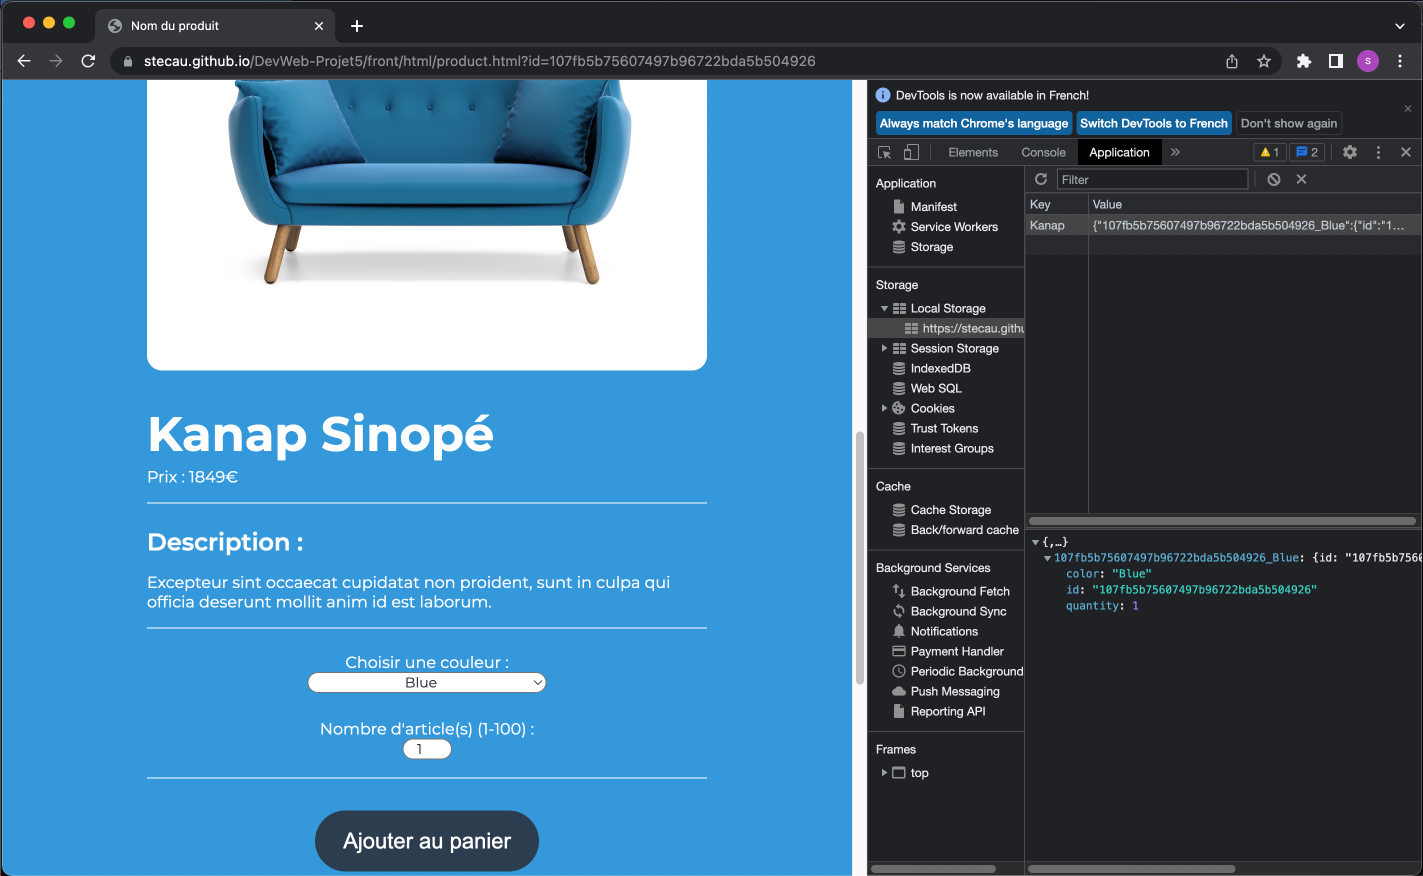 Nom du produit
stecau.github.io/DevWeb-Projet5/front/html/product.html?id=107fb5b75607497b96722bda5b504926
S
Kanap Sinopé
Prix : 1849€
Description :
Excepteur sint occaecat cupidatat non proident, sunt in culpa qui
officia deserunt mollit anim id est laborum.
Choisir une couleur :
Blue
Nombre d'article(s) (1-100) :
1
Ajouter au panier
DevTools is now available in French!
Always match Chrome's language
Switch DevTools to French
Don't show again
Elements
Console
Application
1
2
Application
Manifest
Service Workers
Storage
Storage
Local Storage
https://stecau.githu
Session Storage
IndexedDB
Web SQL
Cookies
Trust Tokens
Interest Groups
Cache
Cache Storage
Back/forward cache
Background Services
Background Fetch
Background Sync
Notifications
Payment Handler
Periodic Background
Push Messaging
Reporting API
Frames
top
Filter
Key Value
Kanap {"107fb5b75607497b96722bda5b504926_Blue":{"id":"1...
{,…}
107fb5b75607497b96722bda5b504926_Blue: {id: "107fb5b7560
color: "Blue"
id: "107fb5b75607497b96722bda5b504926"
quantity: 1